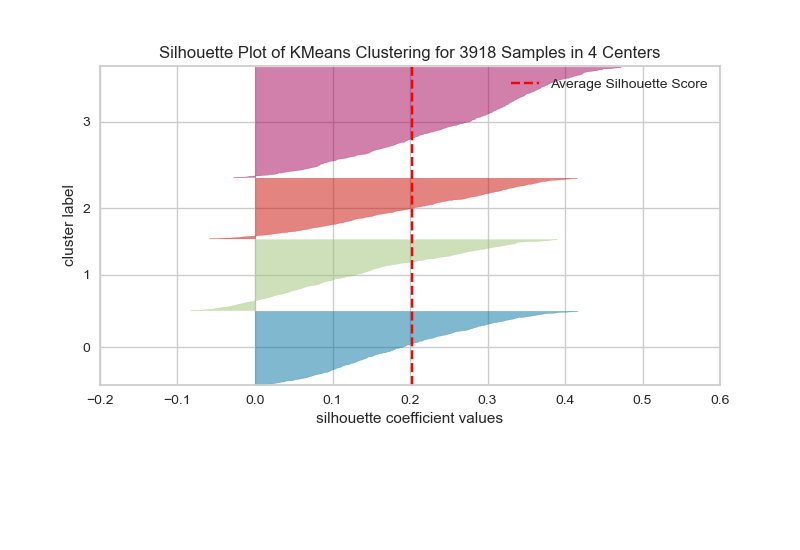 Silhouette Plot of KMeans Clustering for 3918 Samples in 4 Centers
Average Silhouette Score
3
2
1
0
cluster label
−0.2 −0.1 0.0 0.1 0.2 0.3 0.4 0.5 0.6
silhouette coefficient values